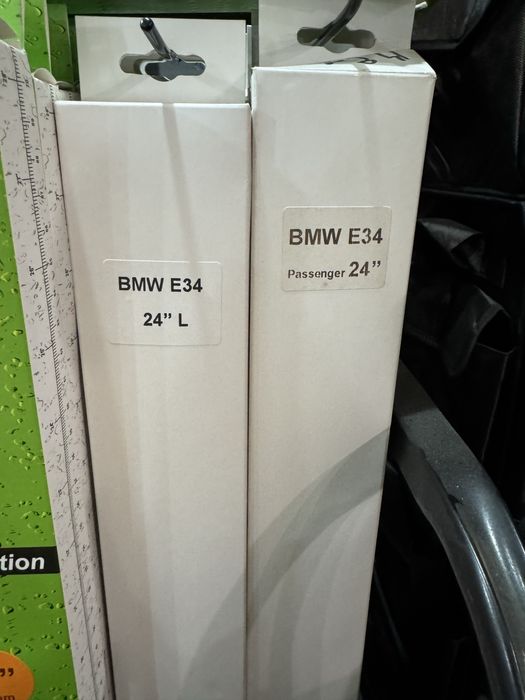 BMW E34
24” L
BMW E34
Passenger 24”
tion
”